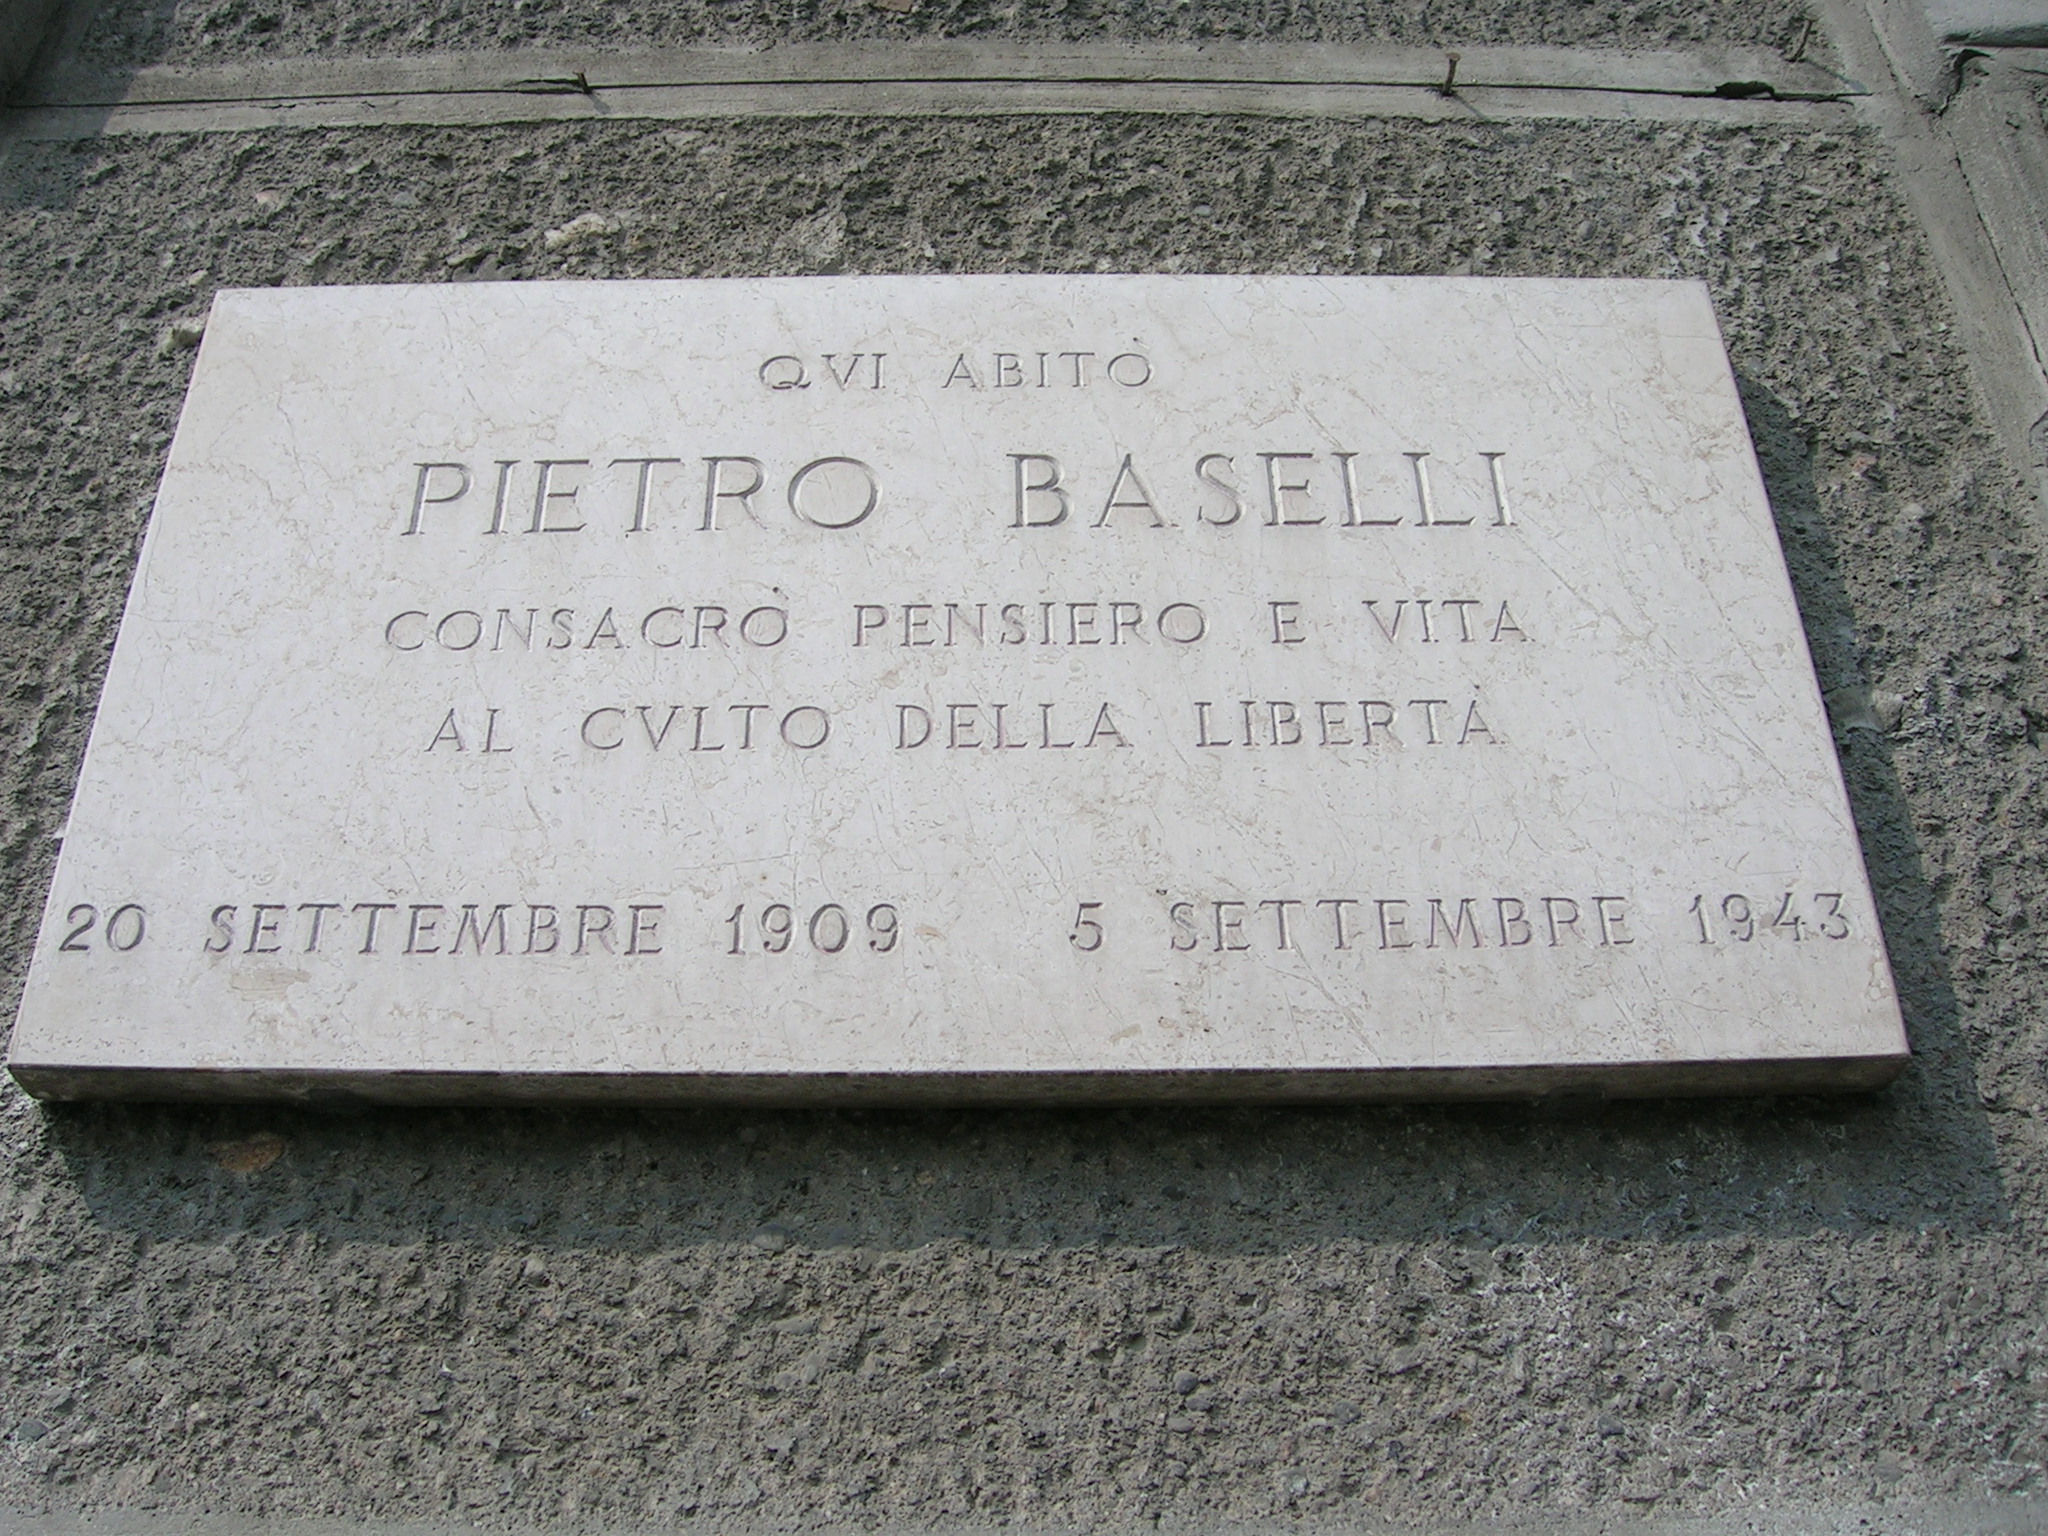 QVI ABITÒ
PIETRO BASELLI
CONSACRÒ PENSIERO E VITA
AL CVLTO DELLA LIBERTÀ
20 SETTEMBRE 1909 5 SETTEMBRE 1943